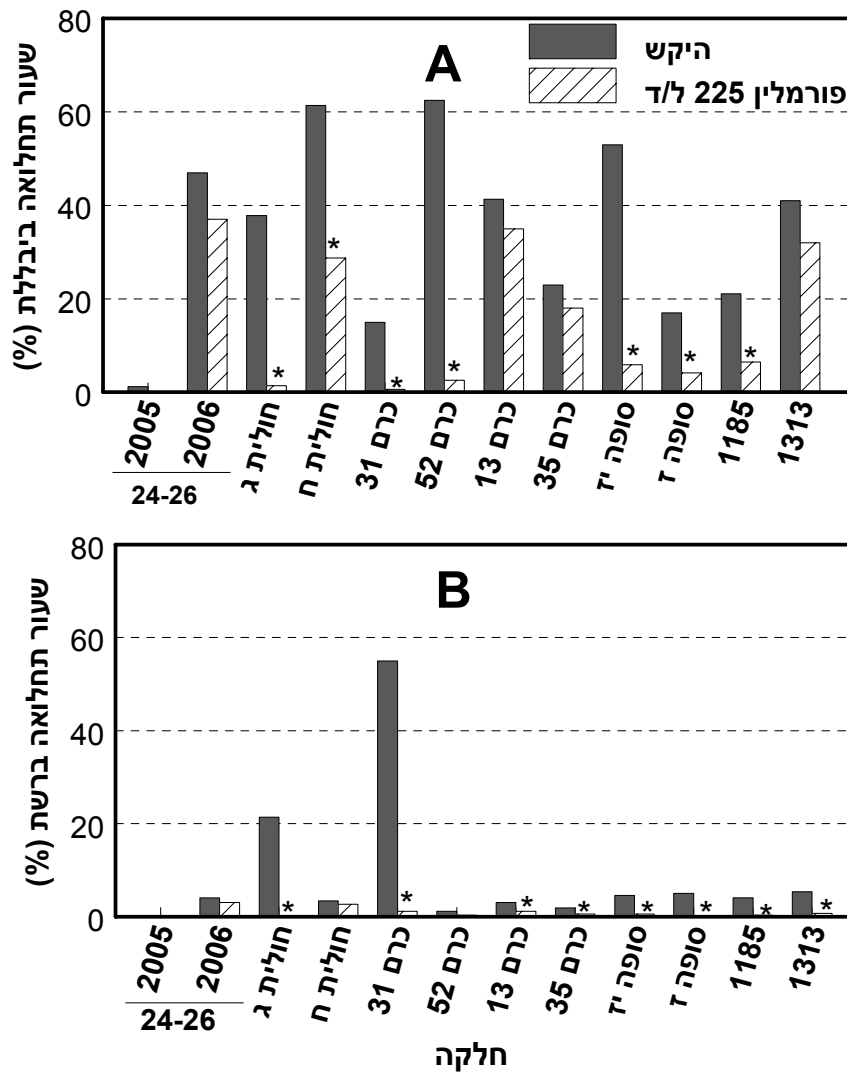 שעור תחלואה ביבללת (%)
80
60
40
20
0
A
היקש
פורמלין 225 ל/ד
*
*
*
*
*
*
*
2005
2006
חולית ג
חולית ח
כרם 31
כרם 52
כרם 13
כרם 35
סופה יד
סופה ז
1185
1313
24-26
שעור תחלואה ברשת (%)
80
60
40
20
0
B
*
*
*
*
*
*
*
*
2005
2006
חולית ג
חולית ח
כרם 31
כרם 52
כרם 13
כרם 35
סופה יד
סופה ז
1185
1313
24-26
חלקה